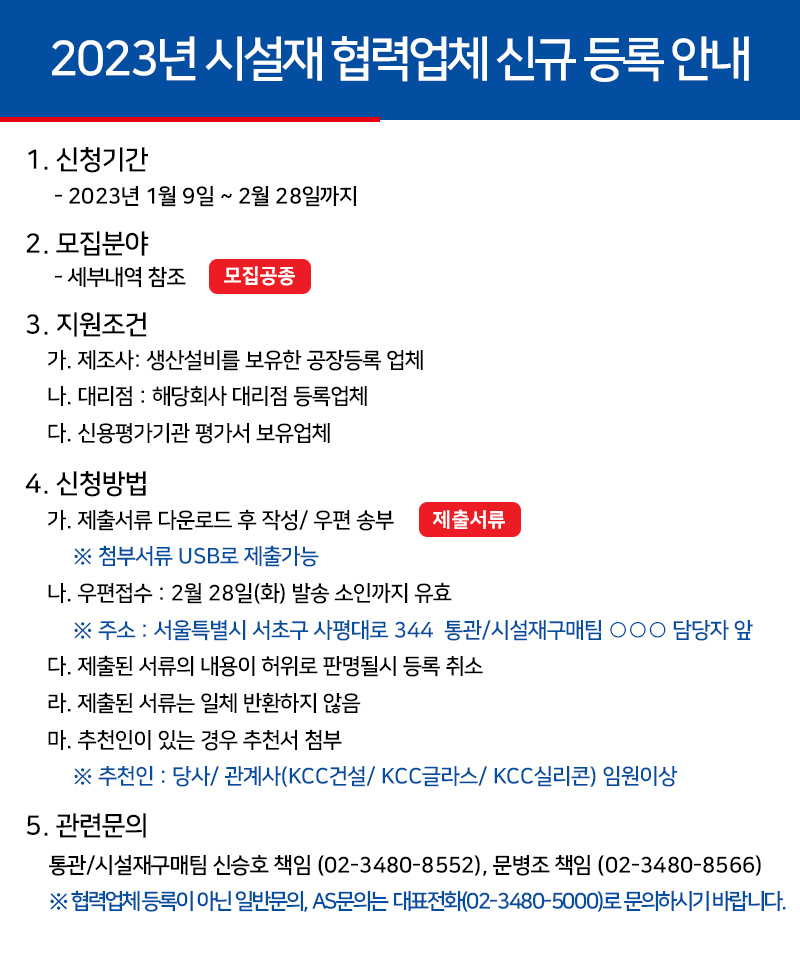 2023년 시설재 협력업체 신규 등록 안내
1. 신청기간
- 2023년 1월 9일 ~ 2월 28일까지
2. 모집분야
- 세부내역 참조 모집공종
3. 지원조건
가. 제조사: 생산설비를 보유한 공장등록 업체
나. 대리점 : 해당회사 대리점 등록업체
다. 신용평가기관 평가서 보유업체
4. 신청방법
가. 제출서류 다운로드 후 작성/ 우편 송부 제출서류
※ 첨부서류 USB로 제출가능
나. 우편접수 : 2월 28일(화) 발송 소인까지 유효
※ 주소 : 서울특별시 서초구 사평대로 344 통관/시설재구매팀 ○○○ 담당자 앞
다. 제출된 서류의 내용이 허위로 판명될시 등록 취소
라. 제출된 서류는 일체 반환하지 않음
마. 추천인이 있는 경우 추천서 첨부
※ 추천인 : 당사/ 관계사(KCC건설/ KCC글라스/ KCC실리콘) 임원이상
5. 관련문의
통관/시설재구매팀 신승호 책임 (02-3480-8552), 문병조 책임 (02-3480-8566)
※ 협력업체 등록이 아닌 일반문의, AS문의는 대표전화(02-3480-5000)로 문의하시기 바랍니다.